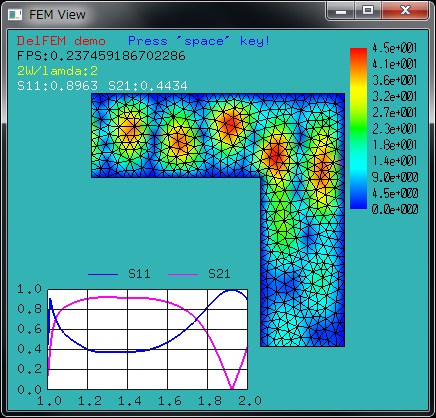 FEM View
DelFEM demo Press 'space' key!
FPS:0.237459186702286
2W/lamda:2
S11:0.8963 S21:0.4434
4.5e+001
4.1e+001
3.6e+001
3.2e+001
2.7e+001
2.3e+001
1.8e+001
1.4e+001
9.0e+000
4.5e+000
0.0e+000
S11 S21
1.0
0.8
0.6
0.4
0.2
0.0
1.0 1.2 1.4 1.6 1.8 2.0